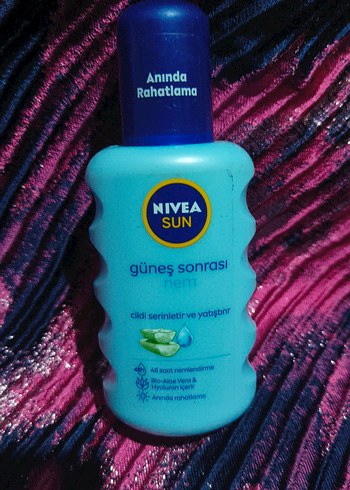 Anında
Rahatlama
NIVEA
SUN
güneş sonrası
nem
cildi serinletir ve yatıştırır
48
48 saat nemlendirme
Bio-Aloe Vera &
Hyaluron içerir
Anında rahatlama